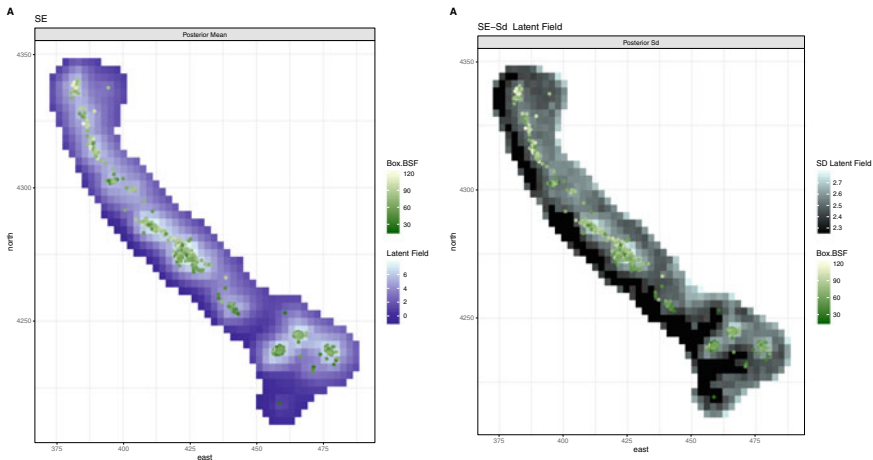 A
SE
Posterior Mean
4350
4300
4250
north
375
400
425
450
475
east
Box.BSF
120
90
60
30
Latent Field
6
4
2
0
A
SE−Sd Latent Field
Posterior Sd
4350
4300
4250
north
375
400
425
450
475
east
SD Latent Field
2.7
2.6
2.5
2.4
2.3
Box.BSF
120
90
60
30